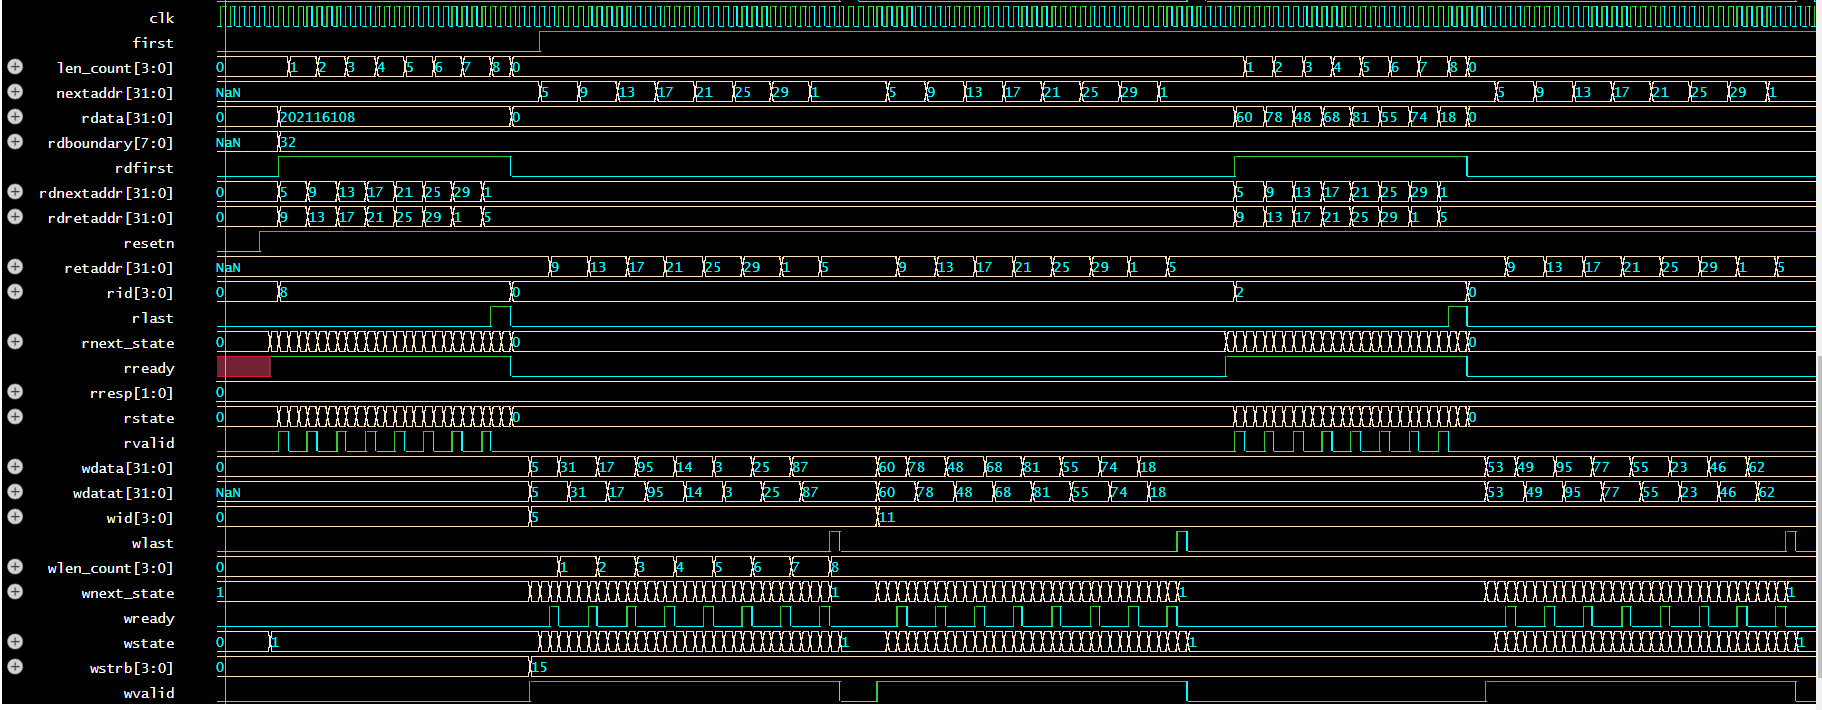 clk
first
len_count[3:0] 0 1 2 3 4 5 6 7 8 0 1 2 3 4 5 6 7 8 0
nextaddr[31:0] NaN 5 9 13 17 21 25 29 1 5 9 13 17 21 25 29 1 5 9 13 17 21 25 29 1
rdata[31:0] 0 202116108 0 60 78 48 68 81 55 74 18 0
rdboundary[7:0] NaN 32
rdfirst
rdnextaddr[31:0] 0 5 9 13 17 21 25 29 1 5 9 13 17 21 25 29 1
rdretaddr[31:0] 0 9 13 17 21 25 29 1 5 9 13 17 21 25 29 1 5
resetn
retaddr[31:0] NaN 9 13 17 21 25 29 1 5 9 13 17 21 25 29 1 5 9 13 17 21 25 29 1 5
rid[3:0] 0 8 0 2 0
rlast
rnext_state 0 0 0
rready
rresp[1:0] 0
rstate 0 0 0
rvalid
wdata[31:0] 0 5 31 17 95 14 3 25 87 60 78 48 68 81 55 74 18 53 49 95 77 55 23 46 62
wdatat[31:0] NaN 5 31 17 95 14 3 25 87 60 78 48 68 81 55 74 18 53 49 95 77 55 23 46 62
wid[3:0] 0 5 11
wlast
wlen_count[3:0] 0 1 2 3 4 5 6 7 8
wnext_state 1 1 1 1
wready
wstate 0 1 1 1 1
wstrb[3:0] 0 15
wvalid